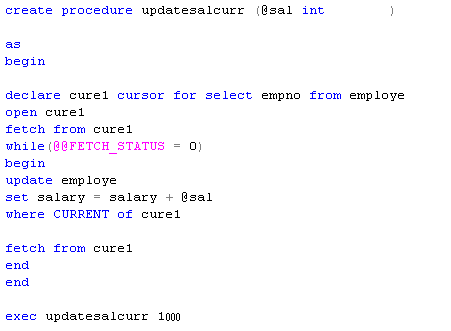 create procedure updatesalcurr (@sal int )
as
begin
declare cure1 cursor for select empno from employe
open cure1
fetch from cure1
while(@@FETCH_STATUS = 0)
begin
update employe
set salary = salary + @sal
where CURRENT of cure1
fetch from cure1
end
end
exec updatesalcurr 1000